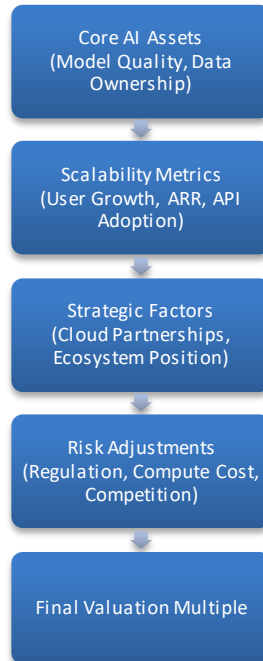 Core AI Assets
(Model Quality, Data
Ownership)
Scalability Metrics
(User Growth, ARR, API
Adoption)
Strategic Factors
(Cloud Partnerships,
Ecosystem Position)
Risk Adjustments
(Regulation, Compute Cost,
Competition)
Final Valuation Multiple